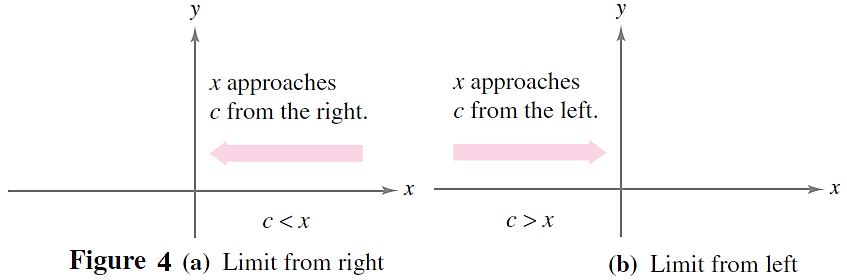 y
x approaches
c from the right.
x
c < x
Figure 4 (a) Limit from right
y
x approaches
c from the left.
x
c > x
(b) Limit from left